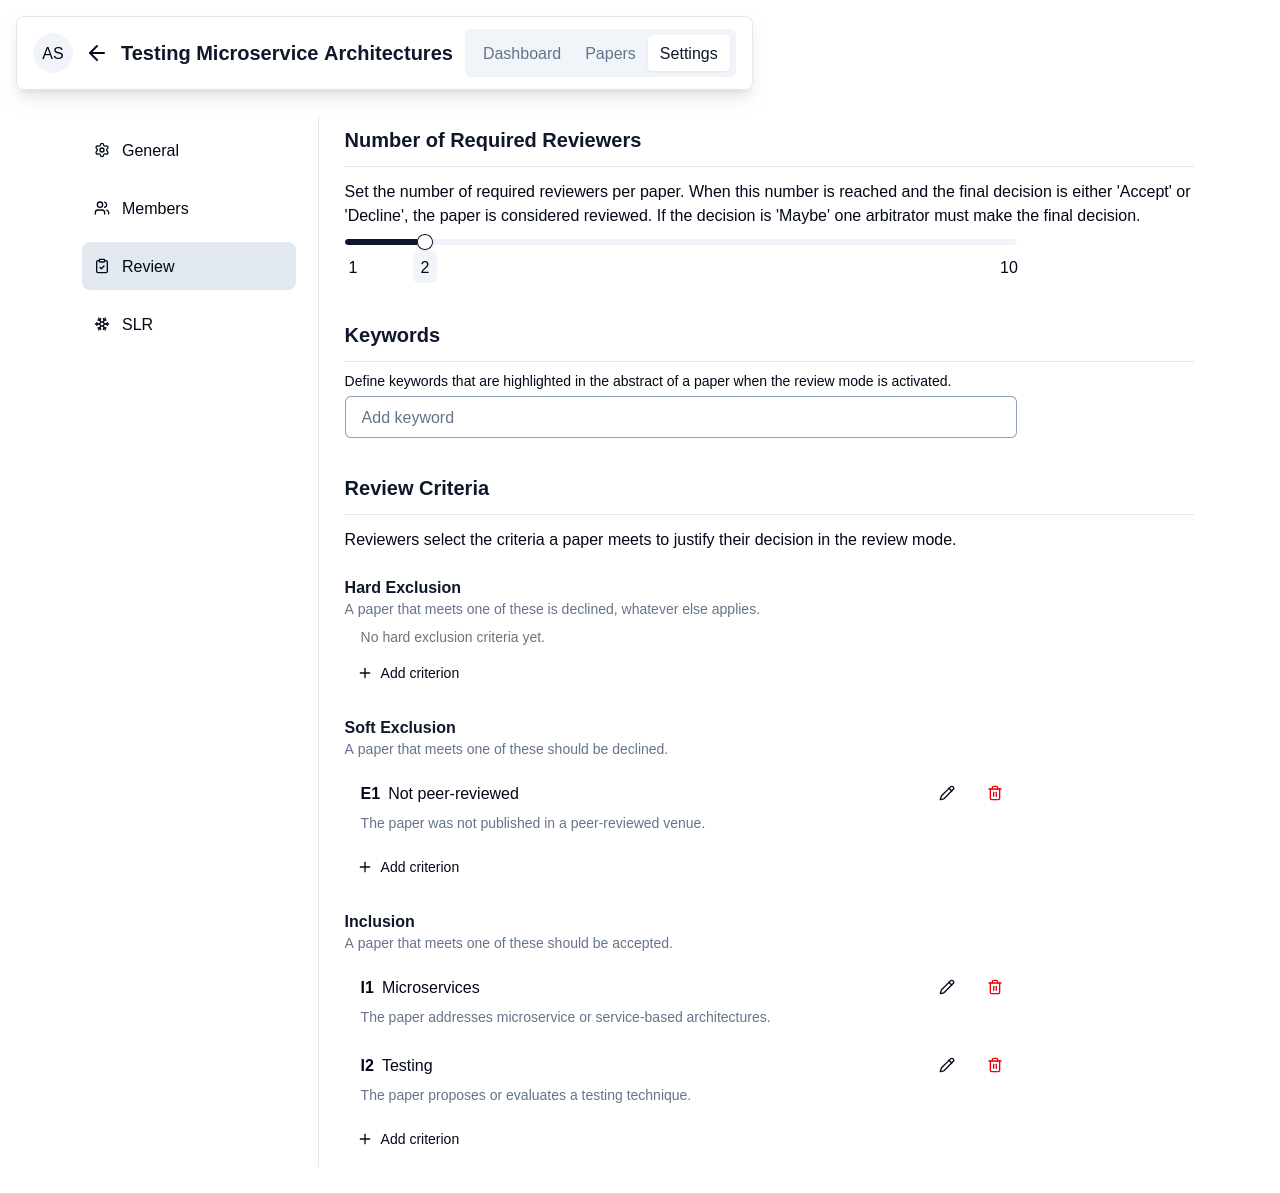 AS
Testing Microservice Architectures
Dashboard
Papers
Settings
General
Members
Review
SLR
Number of Required Reviewers
Set the number of required reviewers per paper. When this number is reached and the final decision is either 'Accept' or
'Decline', the paper is considered reviewed. If the decision is 'Maybe' one arbitrator must make the final decision.
1
2
10
Keywords
Define keywords that are highlighted in the abstract of a paper when the review mode is activated.
Add keyword
Review Criteria
Reviewers select the criteria a paper meets to justify their decision in the review mode.
Hard Exclusion
A paper that meets one of these is declined, whatever else applies.
No hard exclusion criteria yet.
Add criterion
Soft Exclusion
A paper that meets one of these should be declined.
E1 Not peer-reviewed
The paper was not published in a peer-reviewed venue.
Add criterion
Inclusion
A paper that meets one of these should be accepted.
I1 Microservices
The paper addresses microservice or service-based architectures.
I2 Testing
The paper proposes or evaluates a testing technique.
Add criterion